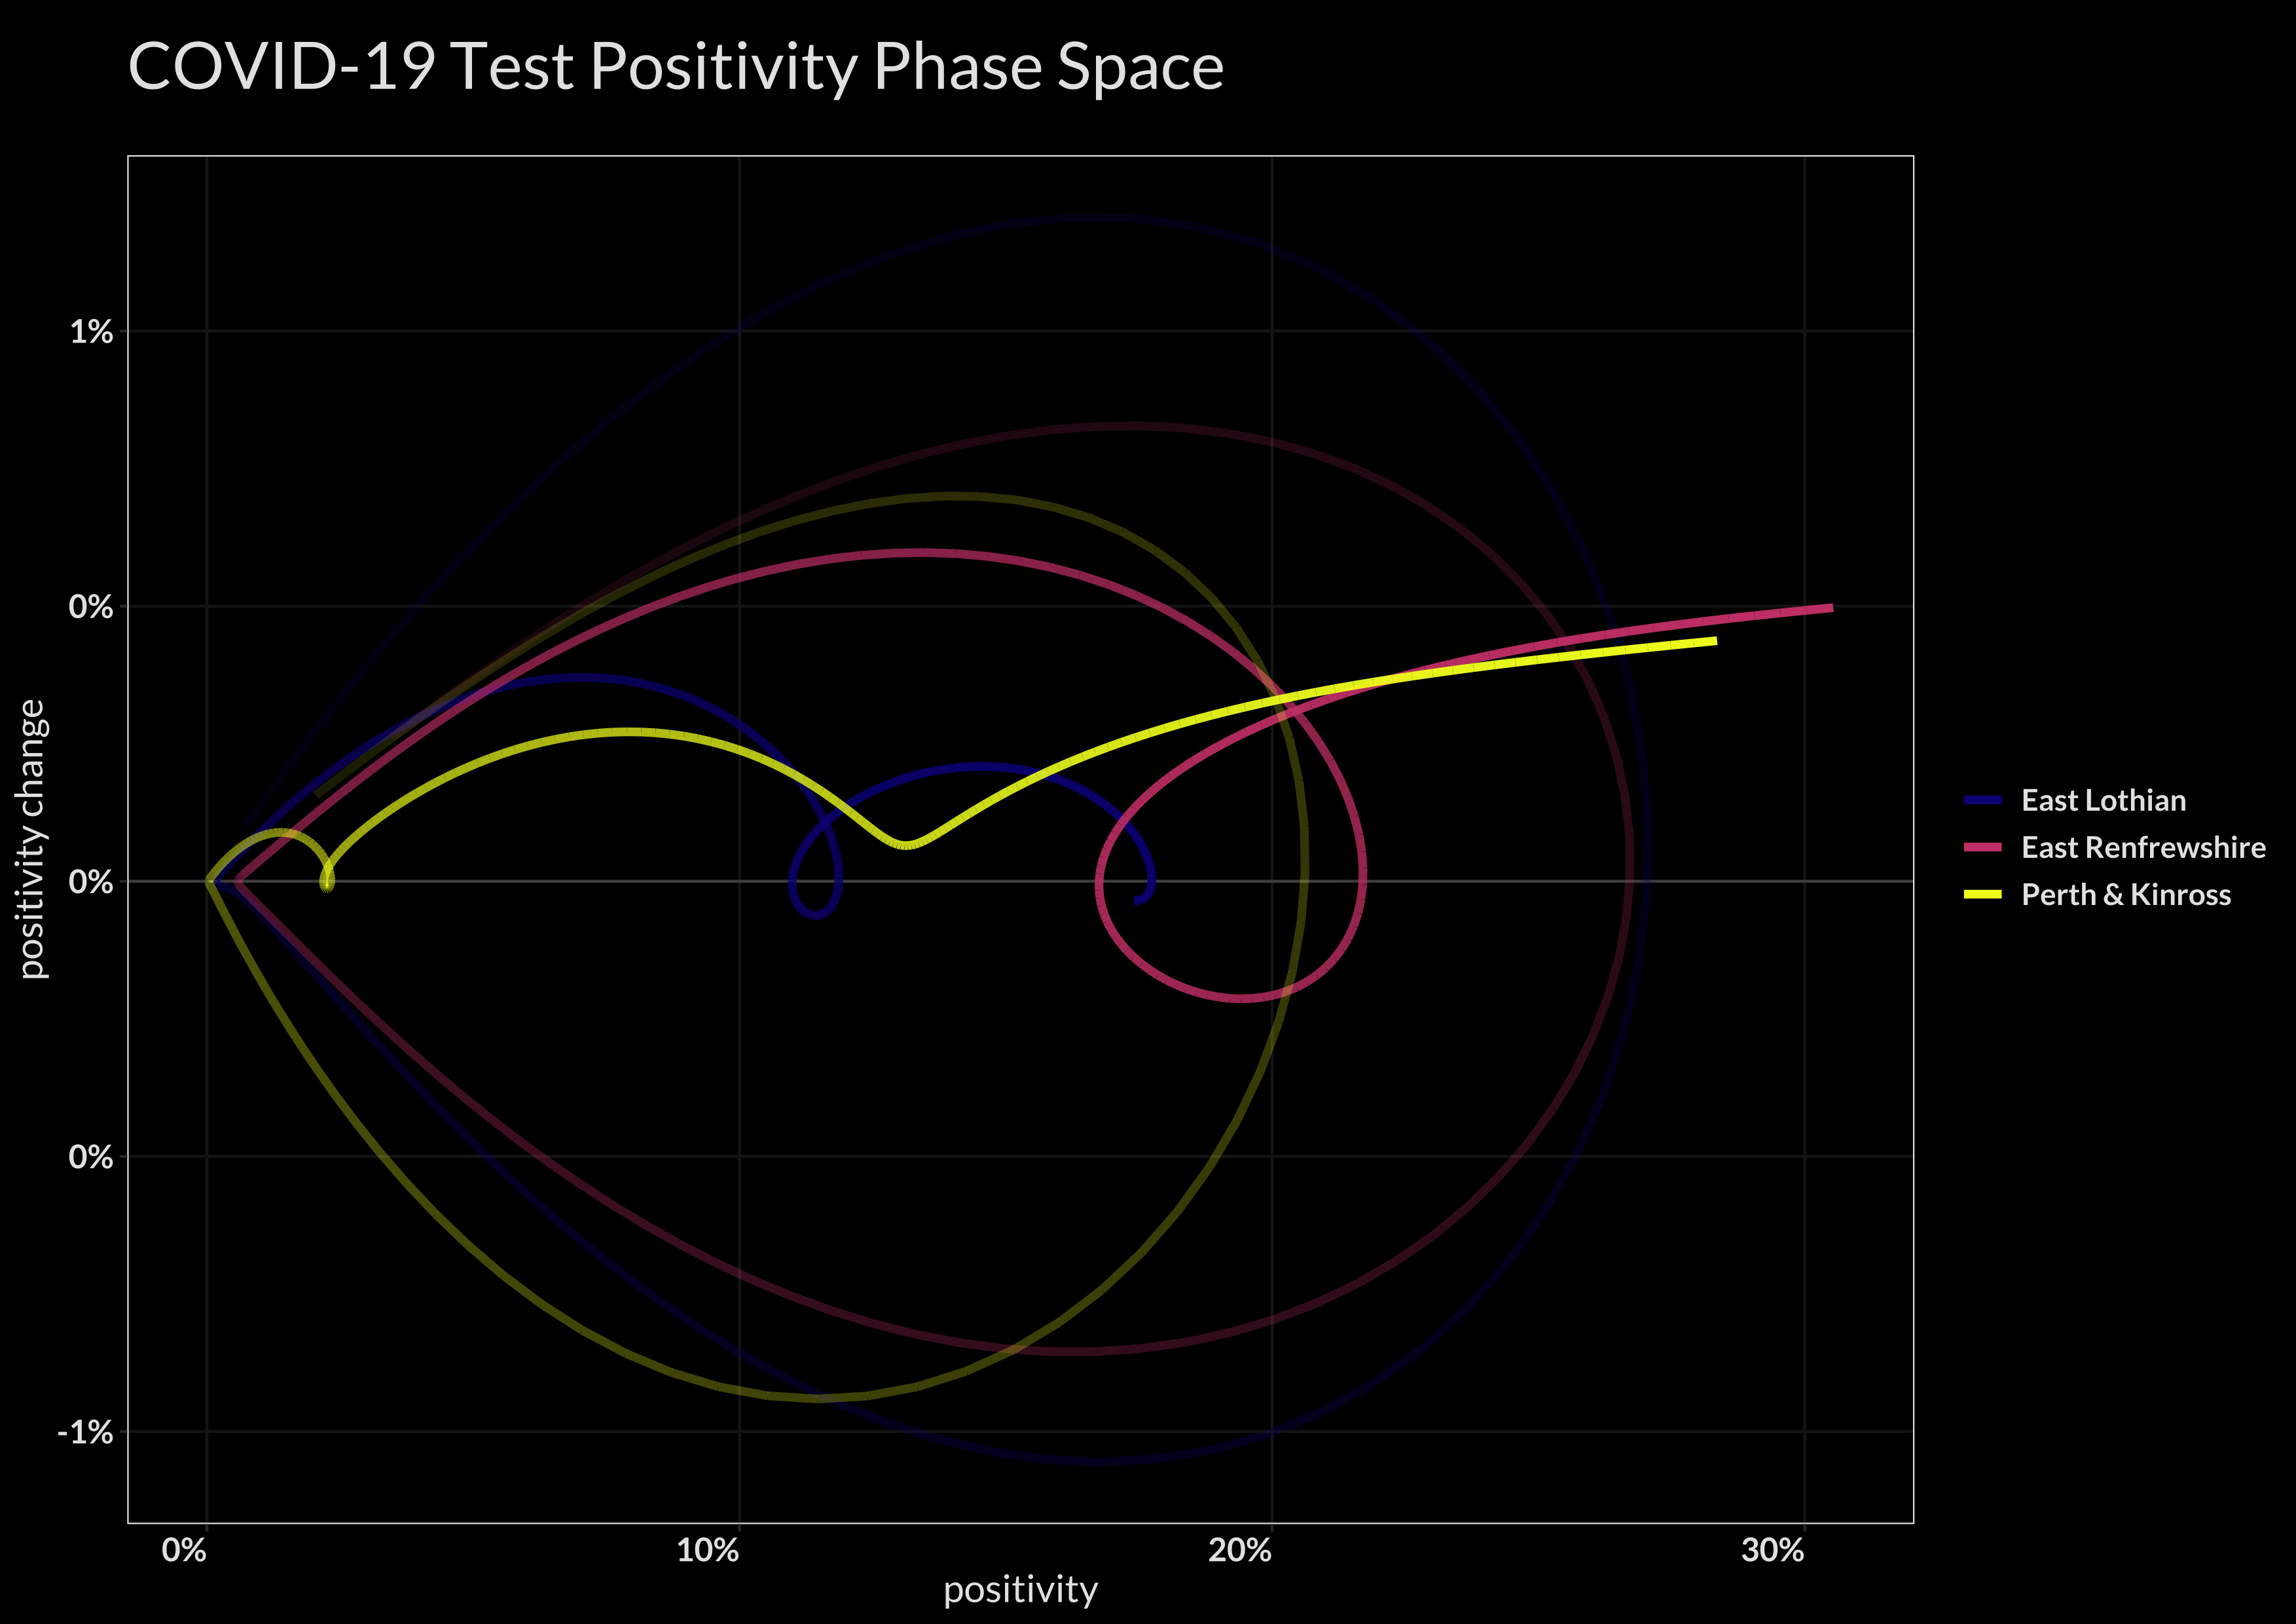 COVID-19 Test Positivity Phase Space
1%
0%
0%
0%
-1%
positivity change
0%
10%
20%
30%
positivity
East Lothian
East Renfrewshire
Perth & Kinross